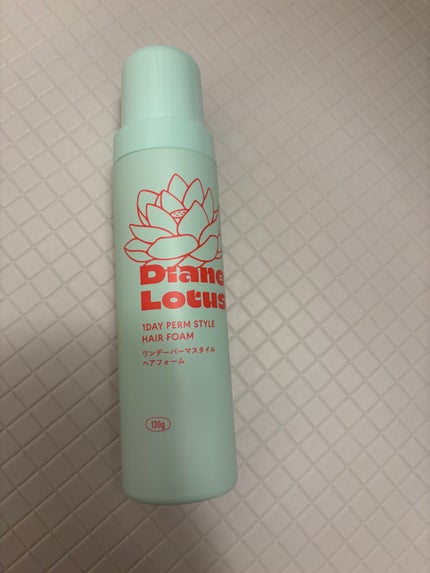 Diane
Lotus
1DAY PERM STYLE
HAIR FOAM
ワンデーパーマスタイル
ヘアフォーム
130g